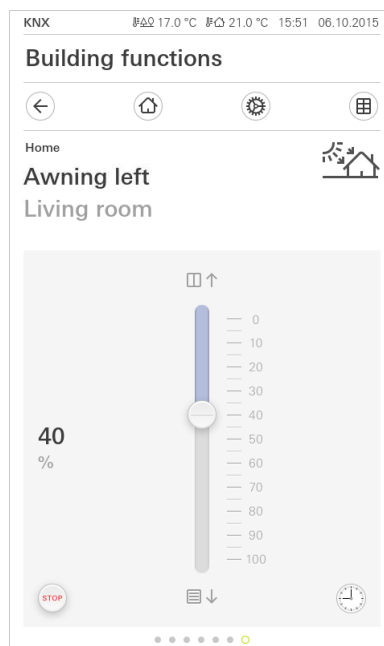 KNX 17.0 °C 21.0 °C 15:51 06.10.2015
Building functions
Home
Awning left
Living room
0
10
20
30
40
50
60
70
80
90
100
40
%
STOP